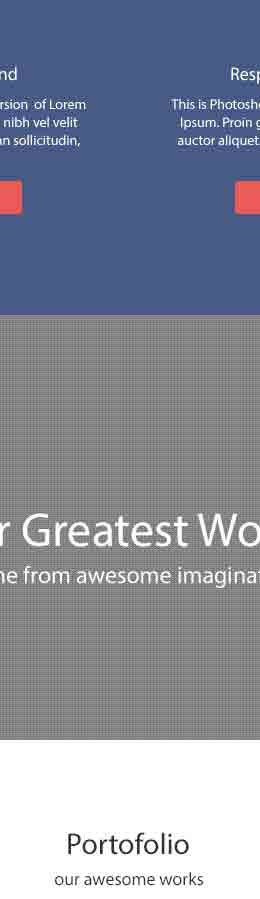 nd
rsion of Lorem
nibh vel velit
an sollicitudin,
Resp
This is Photosh
Ipsum. Proin g
auctor aliquet.
r Greatest Wo
ne from awesome imaginat
Portofolio
our awesome works